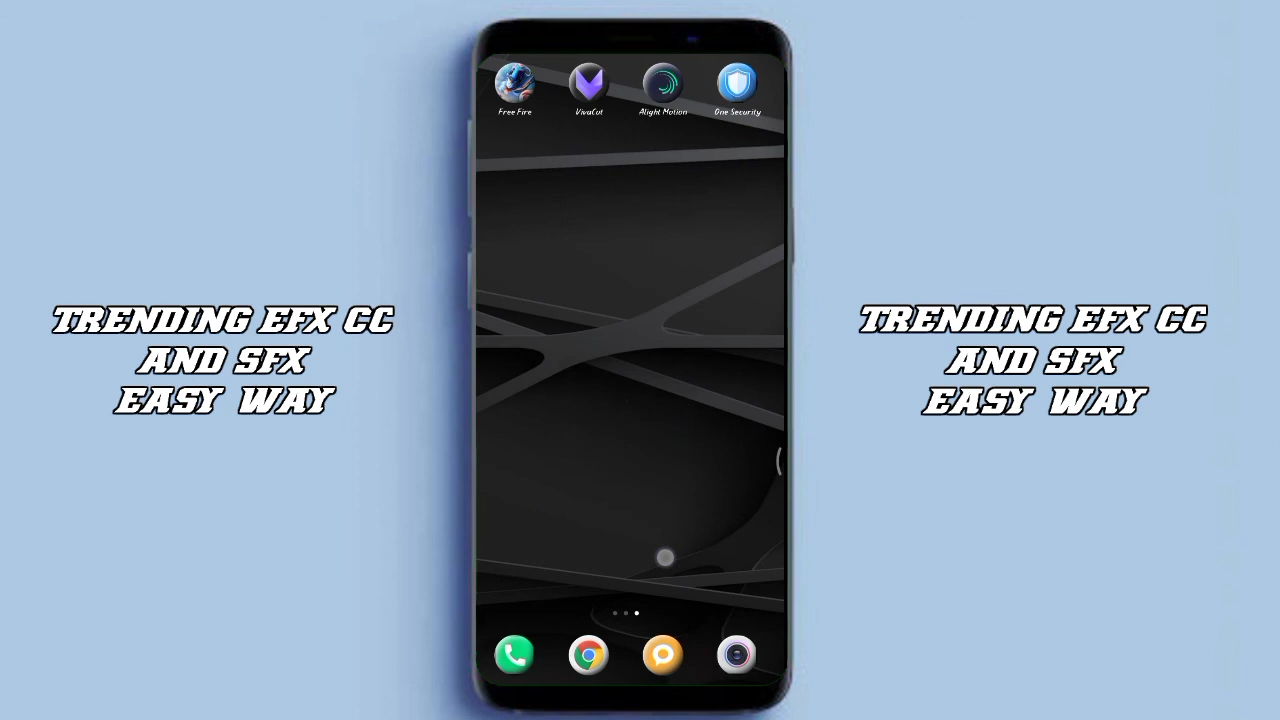 Free Fire
VivaCut
Alight Motion
One Security
TRENDING EFX CC
AND SFX
EASY WAY
TRENDING EFX CC
AND SFX
EASY WAY